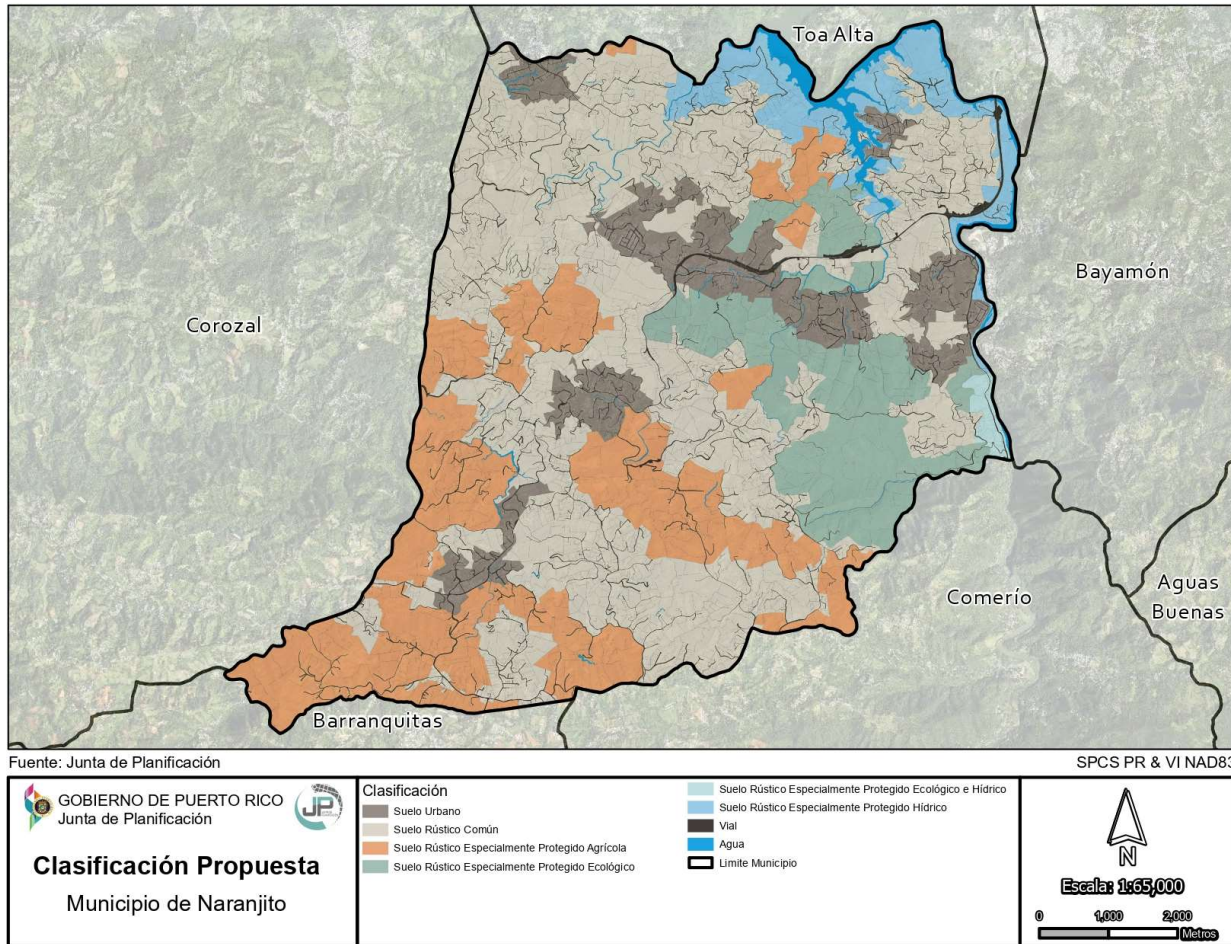 Toa Alta
Corozal
Bayamón
Comerío
Aguas
Buenas
Barranquitas
Fuente: Junta de Planificación
SPCS PR & VI NAD83
GOBIERNO DE PUERTO RICO
Junta de Planificación
JP
Clasificación Propuesta
Municipio de Naranjito
Clasificación
Suelo Urbano
Suelo Rústico Común
Suelo Rústico Especialmente Protegido Agrícola
Suelo Rústico Especialmente Protegido Ecológico
Suelo Rústico Especialmente Protegido Ecológico e Hídrico
Suelo Rústico Especialmente Protegido Hídrico
Vial
Agua
Limite Municipio
N
Escala: 1:65,000
0 1,000 2,000
Metros